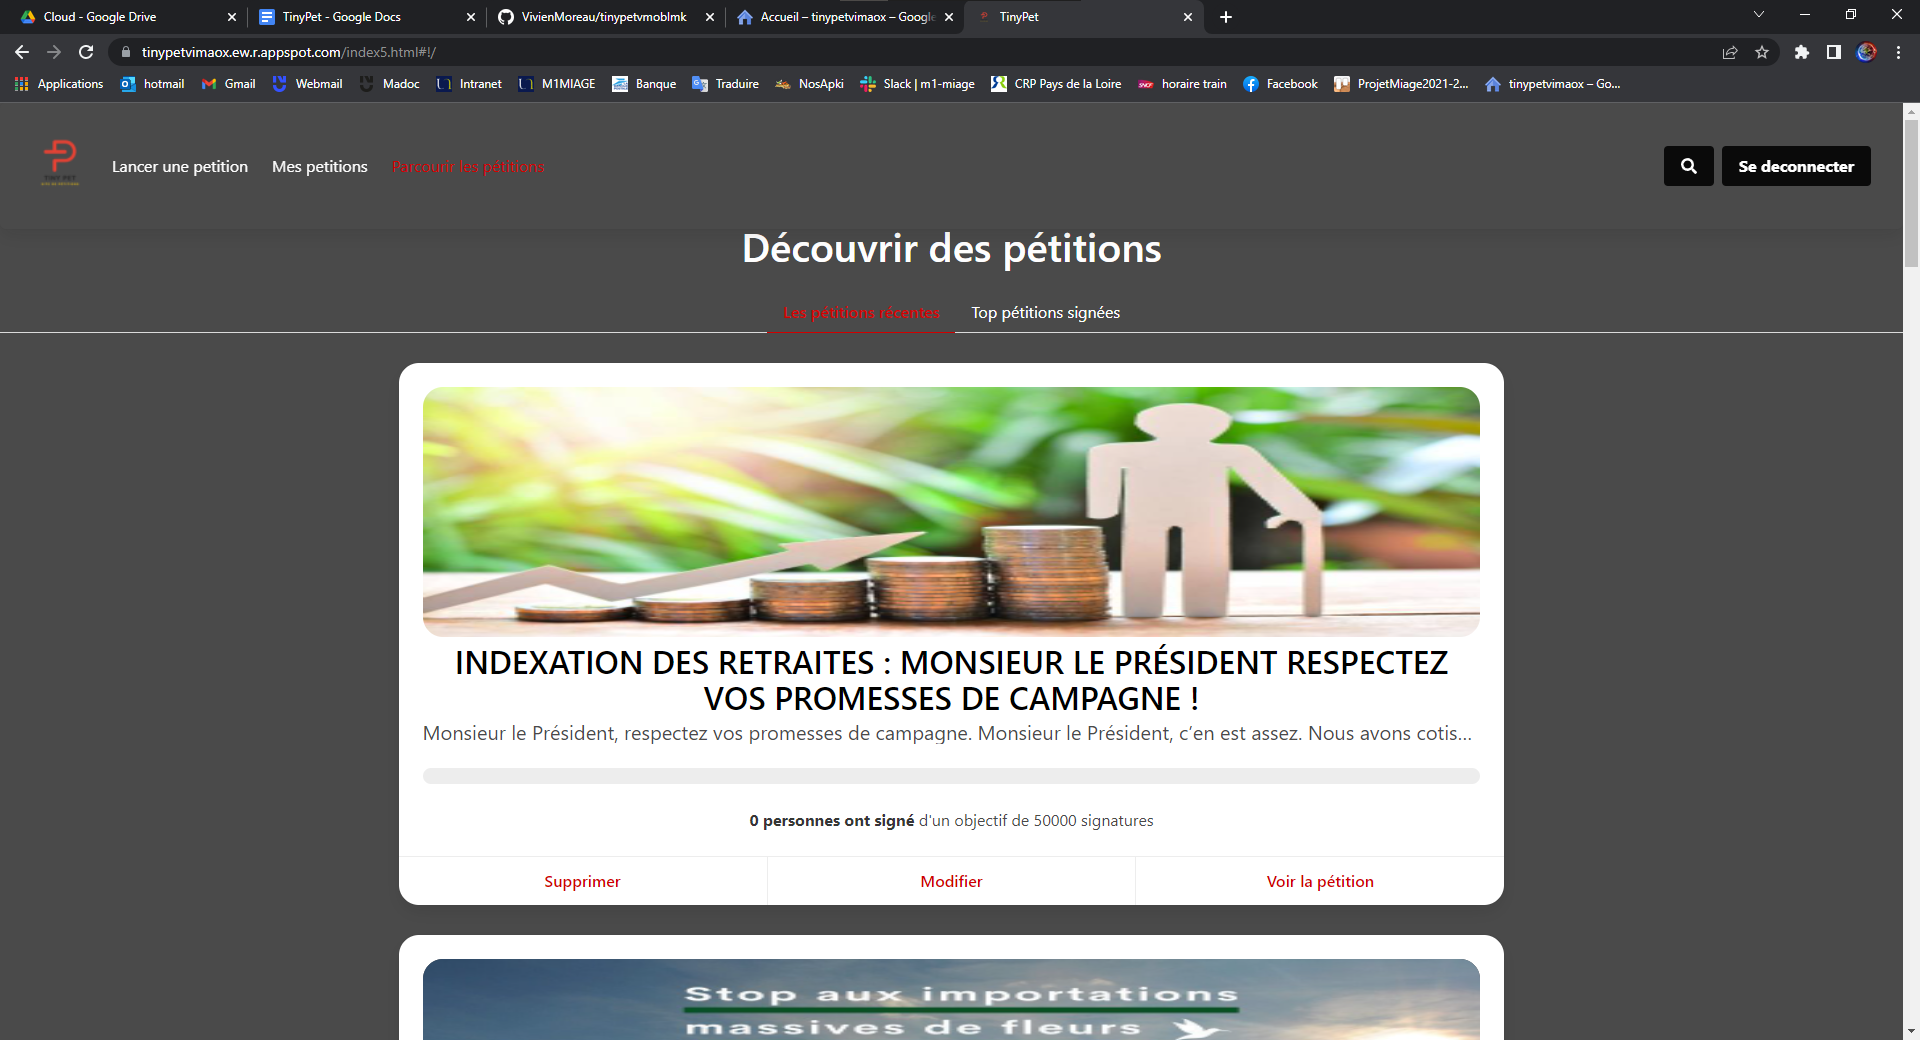 Cloud - Google Drive
TinyPet - Google Docs
VivienMoreau/tinypetvmoblmk
Accueil – tinypetvimaox – Google
TinyPet
tinypetvimaox.ew.r.appspot.com/index5.html#!/
Applications
hotmail
Gmail
Webmail
Madoc
Intranet
M1MIAGE
Banque
Traduire
NosApki
Slack | m1-miage
CRP Pays de la Loire
horaire train
Facebook
ProjetMiage2021-2...
tinypetvimaox – Go...
TINY PET
SITE DE PETITIONS
Lancer une petition
Mes petitions
Parcourir les pétitions
Se deconnecter
Découvrir des pétitions
Les pétitions récentes
Top pétitions signées
INDEXATION DES RETRAITES : MONSIEUR LE PRÉSIDENT RESPECTEZ
VOS PROMESSES DE CAMPAGNE !
Monsieur le Président, respectez vos promesses de campagne. Monsieur le Président, c’en est assez. Nous avons cotis...
0 personnes ont signé d'un objectif de 50000 signatures
Supprimer
Modifier
Voir la pétition
Stop aux importations
massives de fleurs